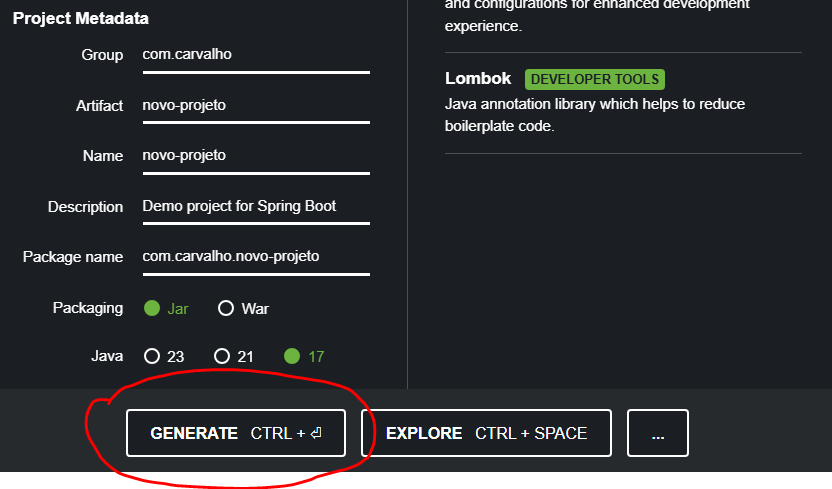 Project Metadata
Group com.carvalho
Artifact novo-projeto
Name novo-projeto
Description Demo project for Spring Boot
Package name com.carvalho.novo-projeto
Packaging Jar War
Java 23 21 17
and configurations for enhanced development
experience.
Lombok DEVELOPER TOOLS
Java annotation library which helps to reduce
boilerplate code.
GENERATE CTRL + ⏎ EXPLORE CTRL + SPACE ...